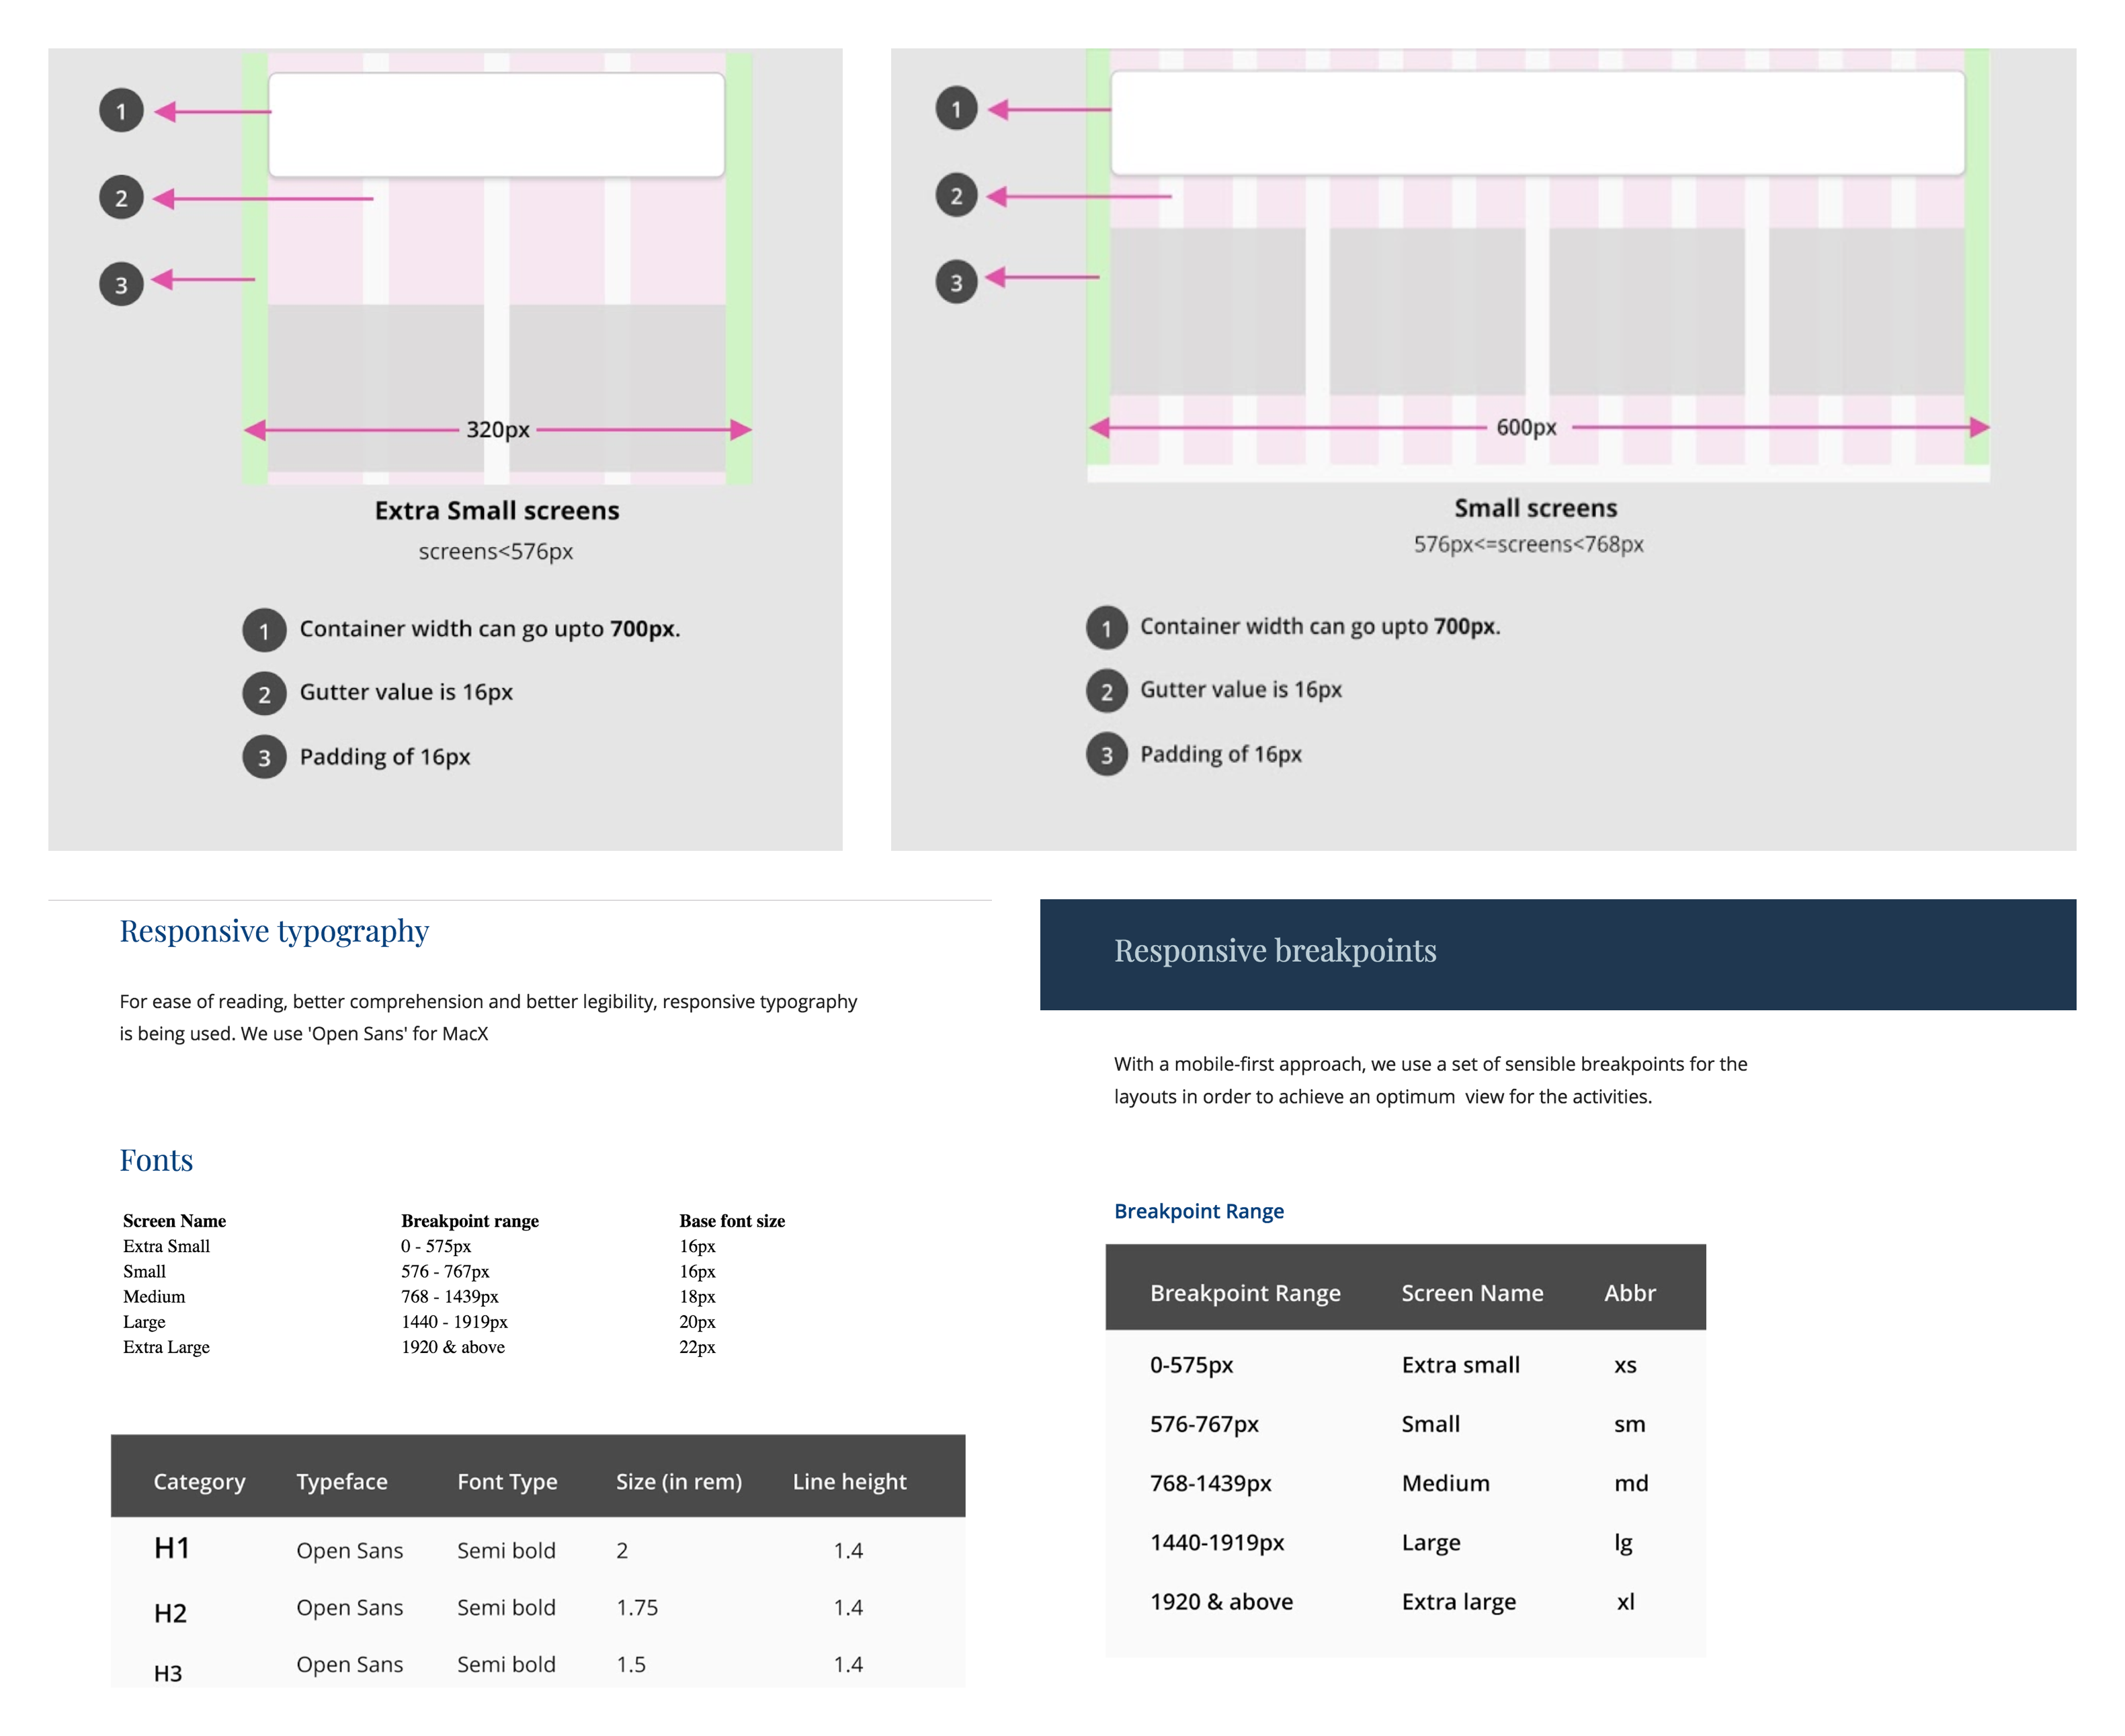 1
2
3
320px
Extra Small screens
screens<576px
1 Container width can go upto 700px.
2 Gutter value is 16px
3 Padding of 16px
1
2
3
600px
Small screens
576px<=screens<768px
1 Container width can go upto 700px.
2 Gutter value is 16px
3 Padding of 16px
Responsive typography
For ease of reading, better comprehension and better legibility, responsive typography
is being used. We use 'Open Sans' for MacX
Fonts
Screen Name Breakpoint range Base font size
Extra Small 0 - 575px 16px
Small 576 - 767px 16px
Medium 768 - 1439px 18px
Large 1440 - 1919px 20px
Extra Large 1920 & above 22px
Category Typeface Font Type Size (in rem) Line height
H1 Open Sans Semi bold 2 1.4
H2 Open Sans Semi bold 1.75 1.4
H3 Open Sans Semi bold 1.5 1.4
Responsive breakpoints
With a mobile-first approach, we use a set of sensible breakpoints for the
layouts in order to achieve an optimum  view for the activities.
Breakpoint Range
Breakpoint Range Screen Name Abbr
0-575px Extra small xs
576-767px Small sm
768-1439px Medium md
1440-1919px Large lg
1920 & above Extra large xl